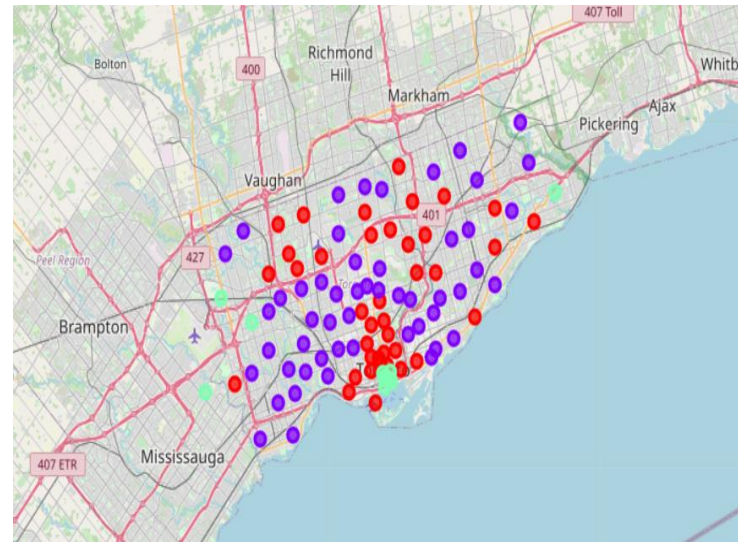 407 Toll
Richmond
Hill
Bolton
400
Whitb
Markham
Ajax
Pickering
Vaughan
401
427
Peel Region
Brampton
Mississauga
407 ETR